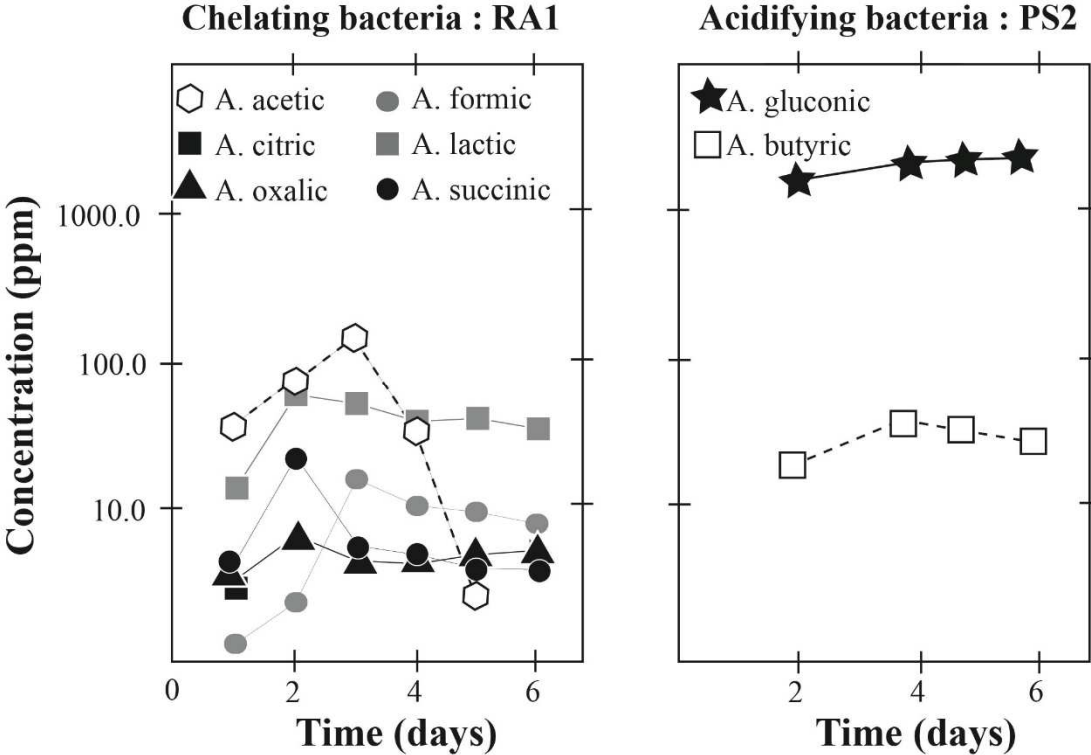 Chelating bacteria : RA1
Acidifying bacteria : PS2
A. acetic
A. formic
A. citric
A. lactic
A. oxalic
A. succinic
A. gluconic
A. butyric
Concentration (ppm)
1000.0
100.0
10.0
0 2 4 6
2 4 6
Time (days)
Time (days)